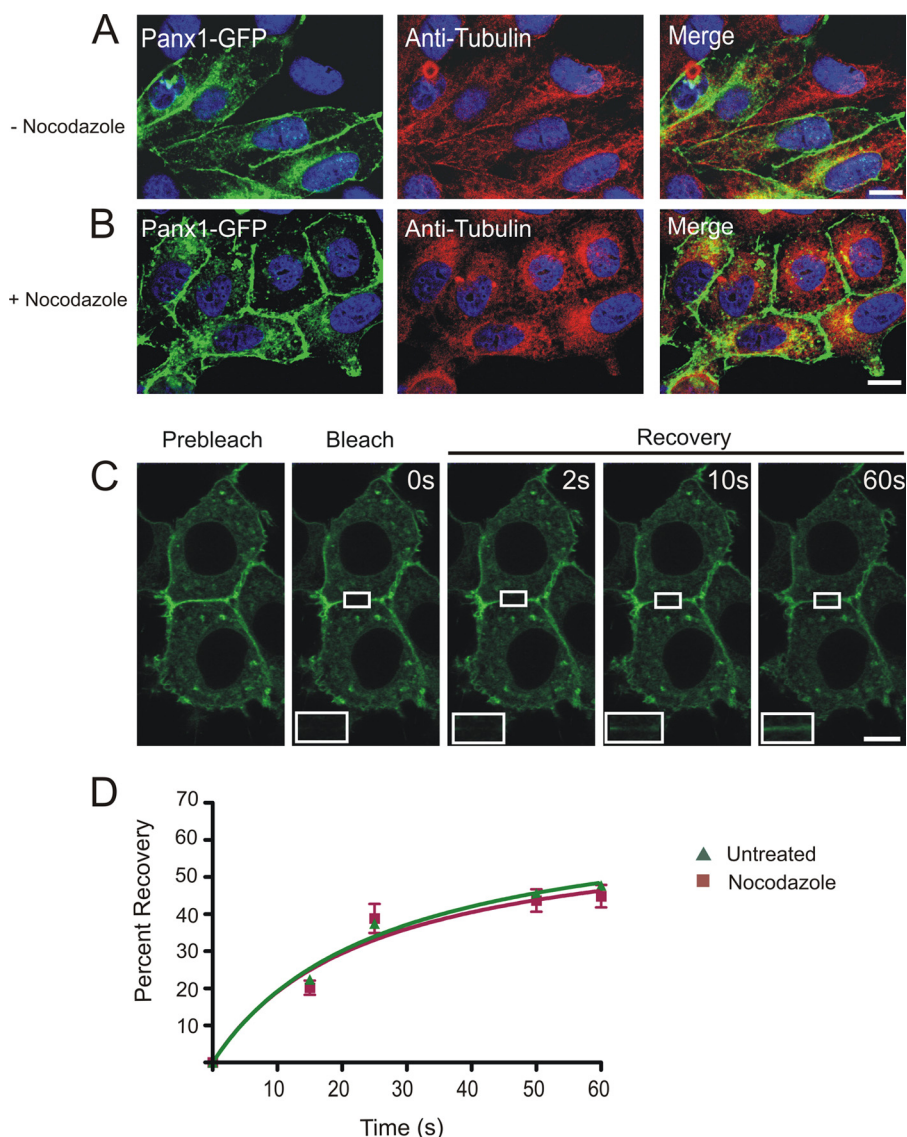 A
Panx1-GFP
Anti-Tubulin
Merge
- Nocodazole
B
Panx1-GFP
Anti-Tubulin
Merge
+ Nocodazole
Prebleach
Bleach
Recovery
C
0s
2s
10s
60s
D
Percent Recovery
70
60
50
40
30
20
10
10
20
30
40
50
60
Time (s)
Untreated
Nocodazole